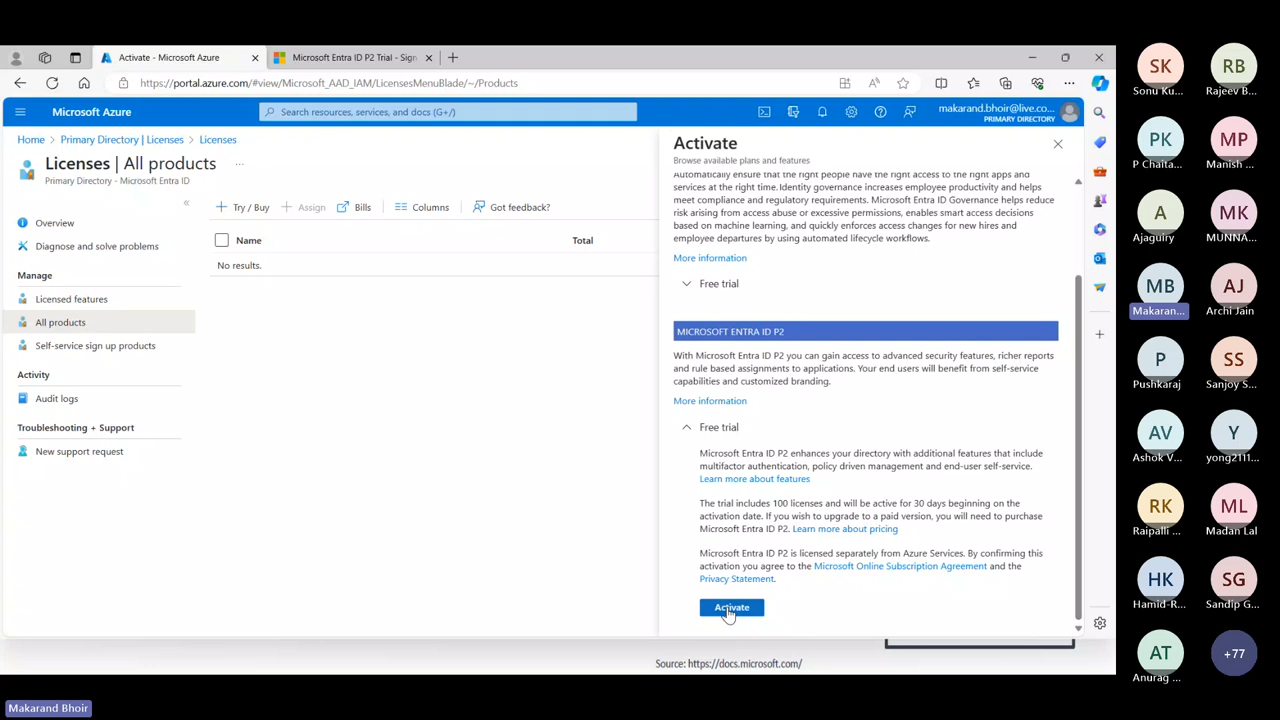 Activate - Microsoft Azure
Microsoft Entra ID P2 Trial - Sign
https://portal.azure.com/#view/Microsoft_AAD_IAM/LicensesMenuBlade/~/Products
Microsoft Azure
Search resources, services, and docs (G+/)
makarand.bhoir@live.co...
PRIMARY DIRECTORY
Home
Primary Directory | Licenses
Licenses
Licenses | All products
Primary Directory - Microsoft Entra ID
Overview
Diagnose and solve problems
Manage
Licensed features
All products
Self-service sign up products
Activity
Audit logs
Troubleshooting + Support
New support request
Try / Buy
Assign
Bills
Columns
Got feedback?
Name
Total
No results.
Activate
Browse available plans and features
Automatically ensure that the right people have the right access to the right apps and
services at the right time.Identity governance increases employee productivity and helps
meet compliance and regulatory requirements. Microsoft Entra ID Governance helps reduce
risk arising from access abuse or excessive permissions, enables smart access decisions
based on machine learning, and quickly enforces access changes for new hires and
employee departures by using automated lifecycle workflows.
More information
Free trial
MICROSOFT ENTRA ID P2
With Microsoft Entra ID P2 you can gain access to advanced security features, richer reports
and rule based assignments to applications. Your end users will benefit from self-service
capabilities and customized branding.
More information
Free trial
Microsoft Entra ID P2 enhances your directory with additional features that include
multifactor authentication, policy driven management and end-user self-service.
Learn more about features
The trial includes 100 licenses and will be active for 30 days beginning on the
activation date. If you wish to upgrade to a paid version, you will need to purchase
Microsoft Entra ID P2. Learn more about pricing
Microsoft Entra ID P2 is licensed separately from Azure Services. By confirming this
activation you agree to the Microsoft Online Subscription Agreement and the
Privacy Statement.
Activate
Source: https://docs.microsoft.com/
SK
Sonu Ku...
RB
Rajeev B...
PK
P Chaita...
MP
Manish ...
A
Ajaguiry
MK
MUNNA...
MB
Makaran...
AJ
Archi Jain
P
Pushkaraj
SS
Sanjoy S...
AV
Ashok V...
Y
yong2111...
RK
Raipalli ...
ML
Madan Lal
HK
Hamid-R...
SG
Sandip G...
AT
Anurag ...
+77
Makarand Bhoir